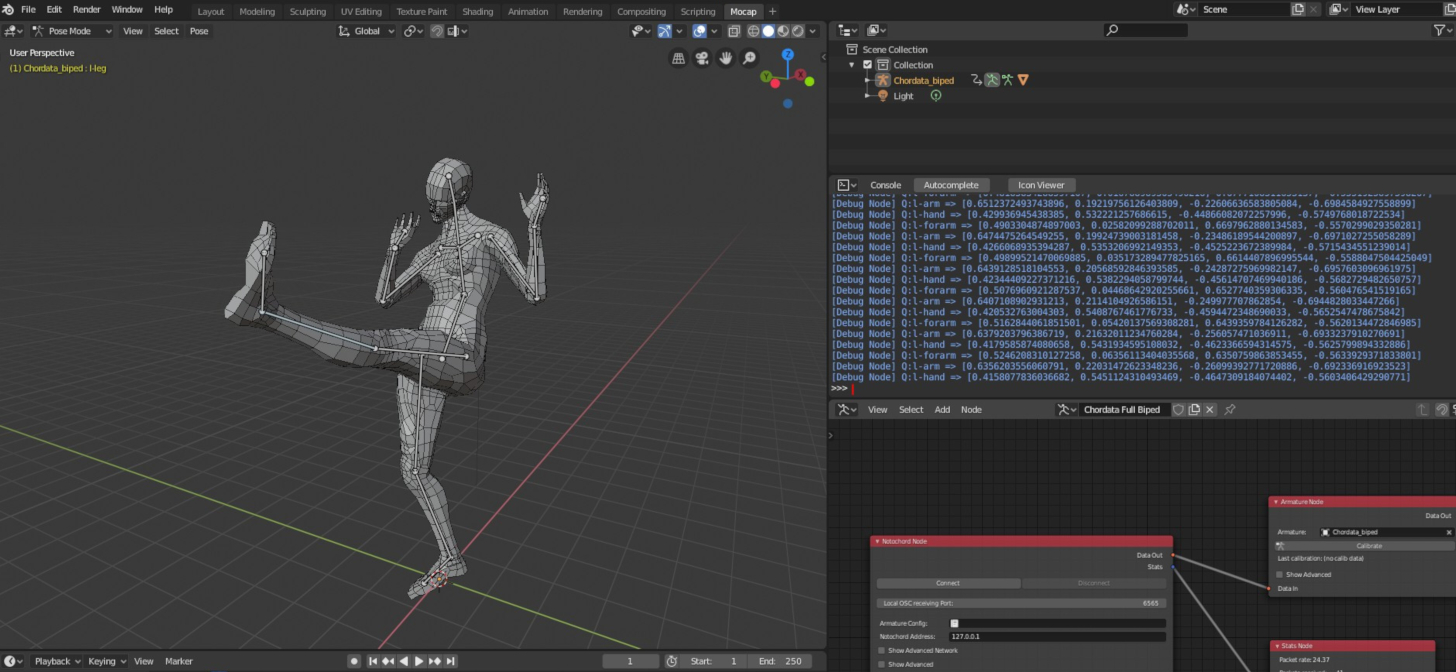 File Edit Render Window Help Layout Modeling Sculpting UV Editing Texture Paint Shading Animation Rendering Compositing Scripting Mocap + Scene View Layer
Pose Mode View Select Pose Global
User Perspective
(1) Chordata_biped : l-leg
Z
Y
X
Scene Collection
Collection
Chordata_biped
Light
Console Autocomplete Icon Viewer
[Debug Node] Q:l-arm => [0.6512372493743896, 0.19219756126403809, -0.22606636583805084, -0.6984584927558899]
[Debug Node] Q:l-hand => [0.429936945438385, 0.532221257686615, -0.44866082072257996, -0.5749768018722534]
[Debug Node] Q:l-forarm => [0.4903304874897003, 0.02582099288702011, 0.6697962880134583, -0.5570299029350281]
[Debug Node] Q:l-arm => [0.6474475264549255, 0.19924739003181458, -0.23486189544200897, -0.6971027255058289]
[Debug Node] Q:l-hand => [0.4266068935394287, 0.5353206992149353, -0.4525223672389984, -0.5715434551239014]
[Debug Node] Q:l-forarm => [0.49899521470069885, 0.035173289477825165, 0.6614407896995544, -0.5588047504425049]
[Debug Node] Q:l-arm => [0.6439128518104553, 0.20568592846393585, -0.24287275969982147, -0.6957603096961975]
[Debug Node] Q:l-hand => [0.42344409227371216, 0.5382294058799744, -0.4561470746994019, -0.5682729482650757]
[Debug Node] Q:l-forarm => [0.5076960921287537, 0.0446864292025566, 0.6527740359306335, -0.560476541519165]
[Debug Node] Q:l-arm => [0.6407108902931213, 0.2114104926586151, -0.249977707862854, -0.6944828033447266]
[Debug Node] Q:l-hand => [0.4205532763004303, 0.5408767461776733, -0.4594472348690033, -0.5652547478675842]
[Debug Node] Q:l-forarm => [0.5162844061851501, 0.05420137569308281, 0.6439359784126282, -0.5620134472846985]
[Debug Node] Q:l-arm => [0.6379203796386719, 0.21632011234760284, -0.256057471036911, -0.6933279100270691]
[Debug Node] Q:l-hand => [0.4179585874080658, 0.5431934595108032, -0.4623366594314575, -0.5625799894332886]
[Debug Node] Q:l-forarm => [0.5246208310127258, 0.06356113404035568, 0.6350759863853455, -0.5633929371833801]
[Debug Node] Q:l-arm => [0.6356203556060791, 0.22031472623348236, -0.26099392771720886, -0.692336916923523]
[Debug Node] Q:l-hand => [0.4158077836036682, 0.5451124310493469, -0.4647309184074402, -0.5603406429290771]
>>>
View Select Add Node Chordata Full Biped
Armature Node
Data Out
Armature: Chordata_biped
Calibrate
Last calibration: (no calib data)
Show Advanced
Data In
Notochord Node
Data Out
Stats
Connect Disconnect
Local OSC receiving Port: 6565
Armature Config:
Notochord Address: 127.0.0.1
Show Advanced Network
Show Advanced
Stats Node
Packet rate: 24.37
Playback Keying View Marker 1 Start: 1 End: 250